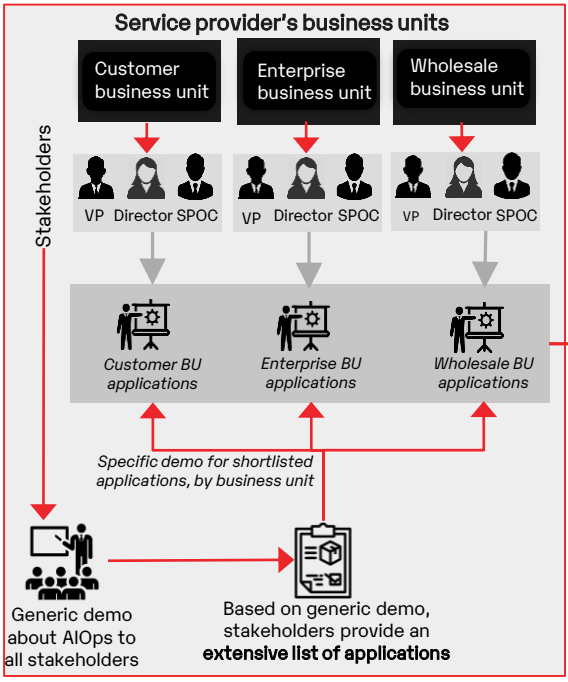 Service provider's business units
Customer
business unit
Enterprise
business unit
Wholesale
business unit
Stakeholders
VP Director SPOC
VP Director SPOC
VP Director SPOC
Customer BU
applications
Enterprise BU
applications
Wholesale BU
applications
Specific demo for shortlisted
applications, by business unit
Generic demo
about AIOps to
all stakeholders
Based on generic demo,
stakeholders provide an
extensive list of applications